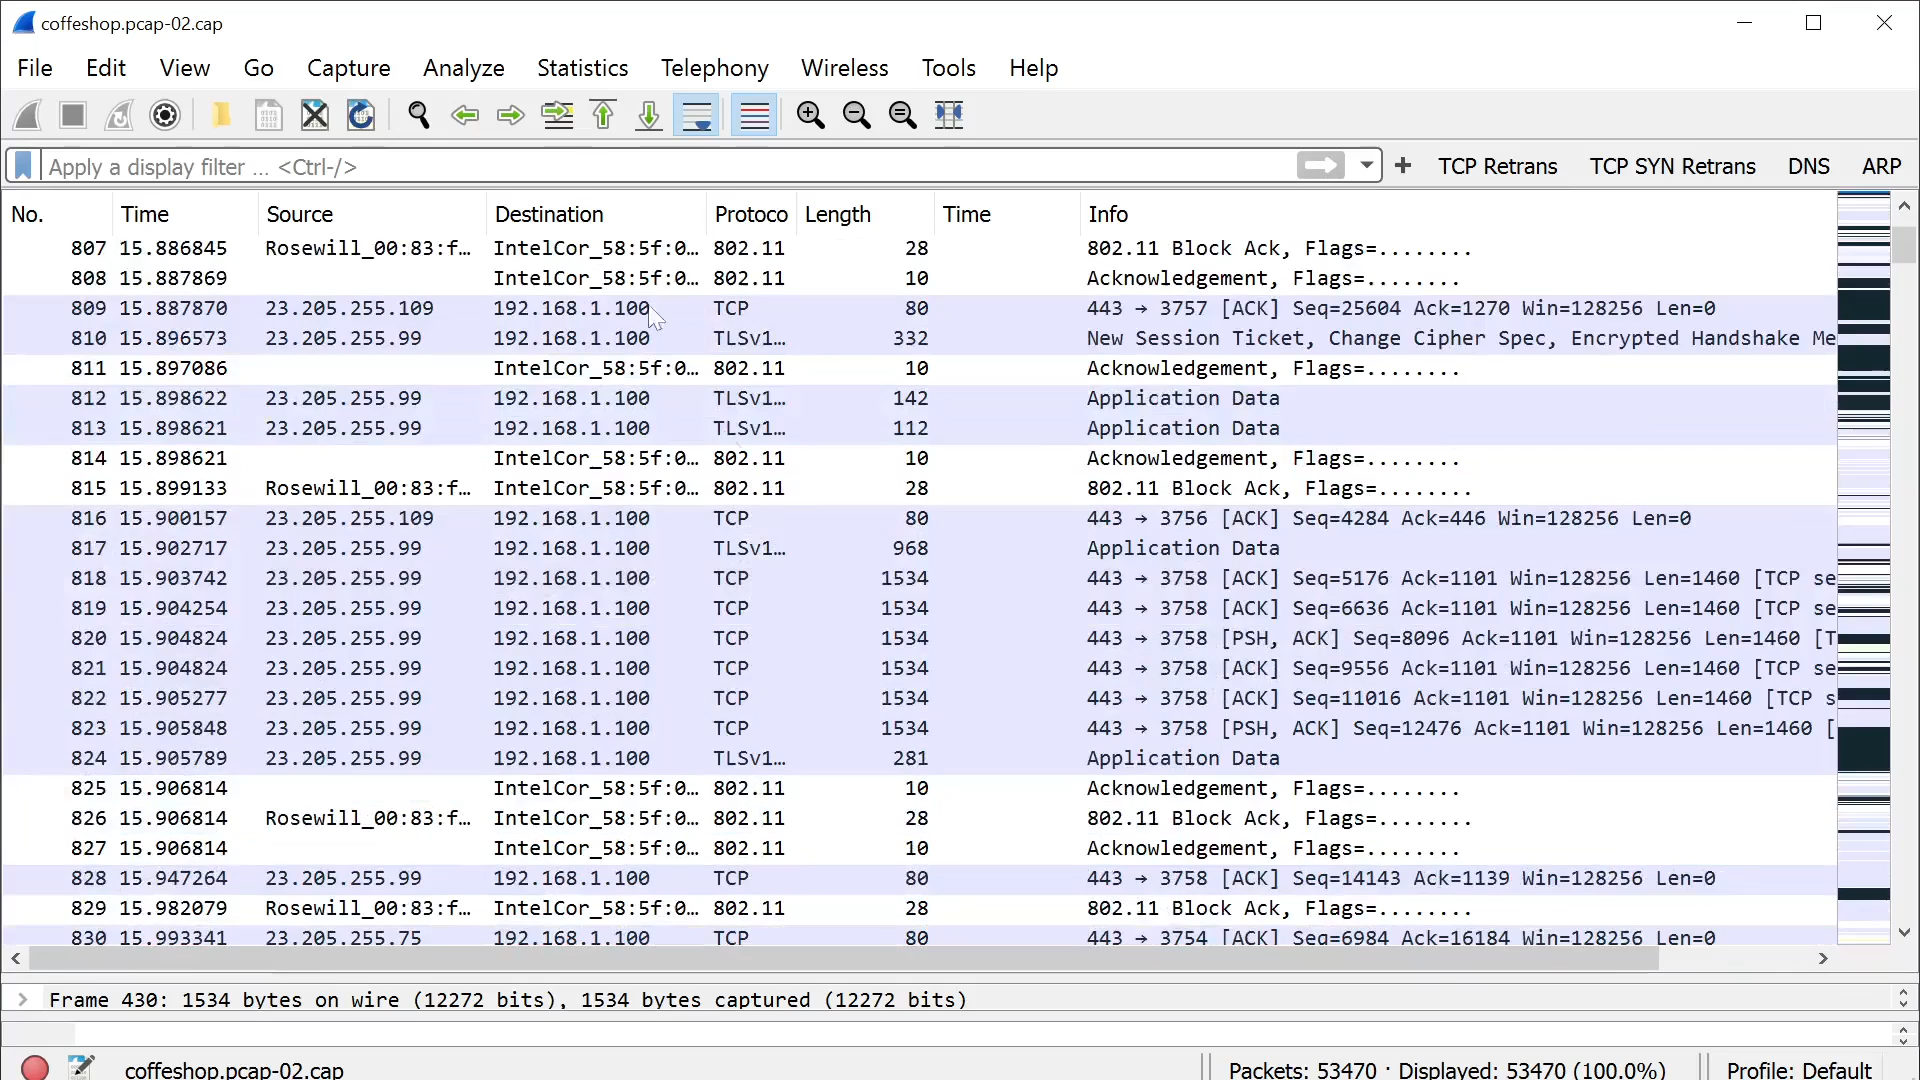 coffeshop.pcap-02.cap
File Edit View Go Capture Analyze Statistics Telephony Wireless Tools Help
Apply a display filter … <Ctrl-/> + TCP Retrans TCP SYN Retrans DNS ARP
No. Time Source Destination Protoco Length Time Info
807 15.886845 Rosewill_00:83:f… IntelCor_58:5f:0… 802.11 28 802.11 Block Ack, Flags=........
808 15.887869 IntelCor_58:5f:0… 802.11 10 Acknowledgement, Flags=........
809 15.887870 23.205.255.109 192.168.1.100 TCP 80 443 → 3757 [ACK] Seq=25604 Ack=1270 Win=128256 Len=0
810 15.896573 23.205.255.99 192.168.1.100 TLSv1… 332 New Session Ticket, Change Cipher Spec, Encrypted Handshake Me
811 15.897086 IntelCor_58:5f:0… 802.11 10 Acknowledgement, Flags=........
812 15.898622 23.205.255.99 192.168.1.100 TLSv1… 142 Application Data
813 15.898621 23.205.255.99 192.168.1.100 TLSv1… 112 Application Data
814 15.898621 IntelCor_58:5f:0… 802.11 10 Acknowledgement, Flags=........
815 15.899133 Rosewill_00:83:f… IntelCor_58:5f:0… 802.11 28 802.11 Block Ack, Flags=........
816 15.900157 23.205.255.109 192.168.1.100 TCP 80 443 → 3756 [ACK] Seq=4284 Ack=446 Win=128256 Len=0
817 15.902717 23.205.255.99 192.168.1.100 TLSv1… 968 Application Data
818 15.903742 23.205.255.99 192.168.1.100 TCP 1534 443 → 3758 [ACK] Seq=5176 Ack=1101 Win=128256 Len=1460 [TCP se
819 15.904254 23.205.255.99 192.168.1.100 TCP 1534 443 → 3758 [ACK] Seq=6636 Ack=1101 Win=128256 Len=1460 [TCP se
820 15.904824 23.205.255.99 192.168.1.100 TCP 1534 443 → 3758 [PSH, ACK] Seq=8096 Ack=1101 Win=128256 Len=1460 [T
821 15.904824 23.205.255.99 192.168.1.100 TCP 1534 443 → 3758 [ACK] Seq=9556 Ack=1101 Win=128256 Len=1460 [TCP se
822 15.905277 23.205.255.99 192.168.1.100 TCP 1534 443 → 3758 [ACK] Seq=11016 Ack=1101 Win=128256 Len=1460 [TCP s
823 15.905848 23.205.255.99 192.168.1.100 TCP 1534 443 → 3758 [PSH, ACK] Seq=12476 Ack=1101 Win=128256 Len=1460 [
824 15.905789 23.205.255.99 192.168.1.100 TLSv1… 281 Application Data
825 15.906814 IntelCor_58:5f:0… 802.11 10 Acknowledgement, Flags=........
826 15.906814 Rosewill_00:83:f… IntelCor_58:5f:0… 802.11 28 802.11 Block Ack, Flags=........
827 15.906814 IntelCor_58:5f:0… 802.11 10 Acknowledgement, Flags=........
828 15.947264 23.205.255.99 192.168.1.100 TCP 80 443 → 3758 [ACK] Seq=14143 Ack=1139 Win=128256 Len=0
829 15.982079 Rosewill_00:83:f… IntelCor_58:5f:0… 802.11 28 802.11 Block Ack, Flags=........
830 15.993341 23.205.255.75 192.168.1.100 TCP 80 443 → 3754 [ACK] Seq=6984 Ack=16184 Win=128256 Len=0
Frame 430: 1534 bytes on wire (12272 bits), 1534 bytes captured (12272 bits)
coffeshop.pcap-02.cap Packets: 53470 · Displayed: 53470 (100.0%) Profile: Default